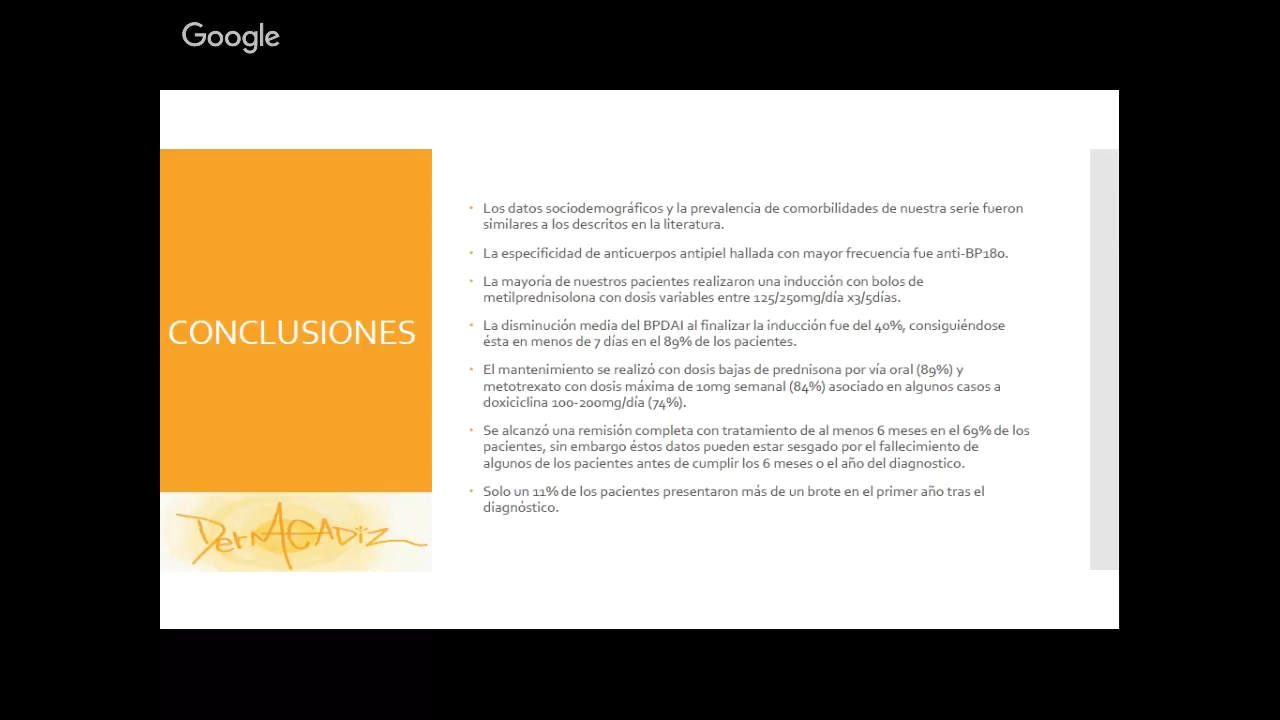 Google
CONCLUSIONES
• Los datos sociodemográficos y la prevalencia de comorbilidades de nuestra serie fueron
similares a los descritos en la literatura.
• La especificidad de anticuerpos antipiel hallada con mayor frecuencia fue anti-BP180.
• La mayoría de nuestros pacientes realizaron una inducción con bolos de
metilprednisolona con dosis variables entre 125/250mg/día x3/5días.
• La disminución media del BPDAI al finalizar la inducción fue del 40%, consiguiéndose
ésta en menos de 7 días en el 89% de los pacientes.
• El mantenimiento se realizó con dosis bajas de prednisona por vía oral (89%) y
metotrexato con dosis máxima de 10mg semanal (84%) asociado en algunos casos a
doxiciclina 100-200mg/día (74%).
• Se alcanzó una remisión completa con tratamiento de al menos 6 meses en el 69% de los
pacientes, sin embargo éstos datos pueden estar sesgado por el fallecimiento de
algunos de los pacientes antes de cumplir los 6 meses o el año del diagnostico.
• Solo un 11% de los pacientes presentaron más de un brote en el primer año tras el
diagnóstico.
DermACadiz